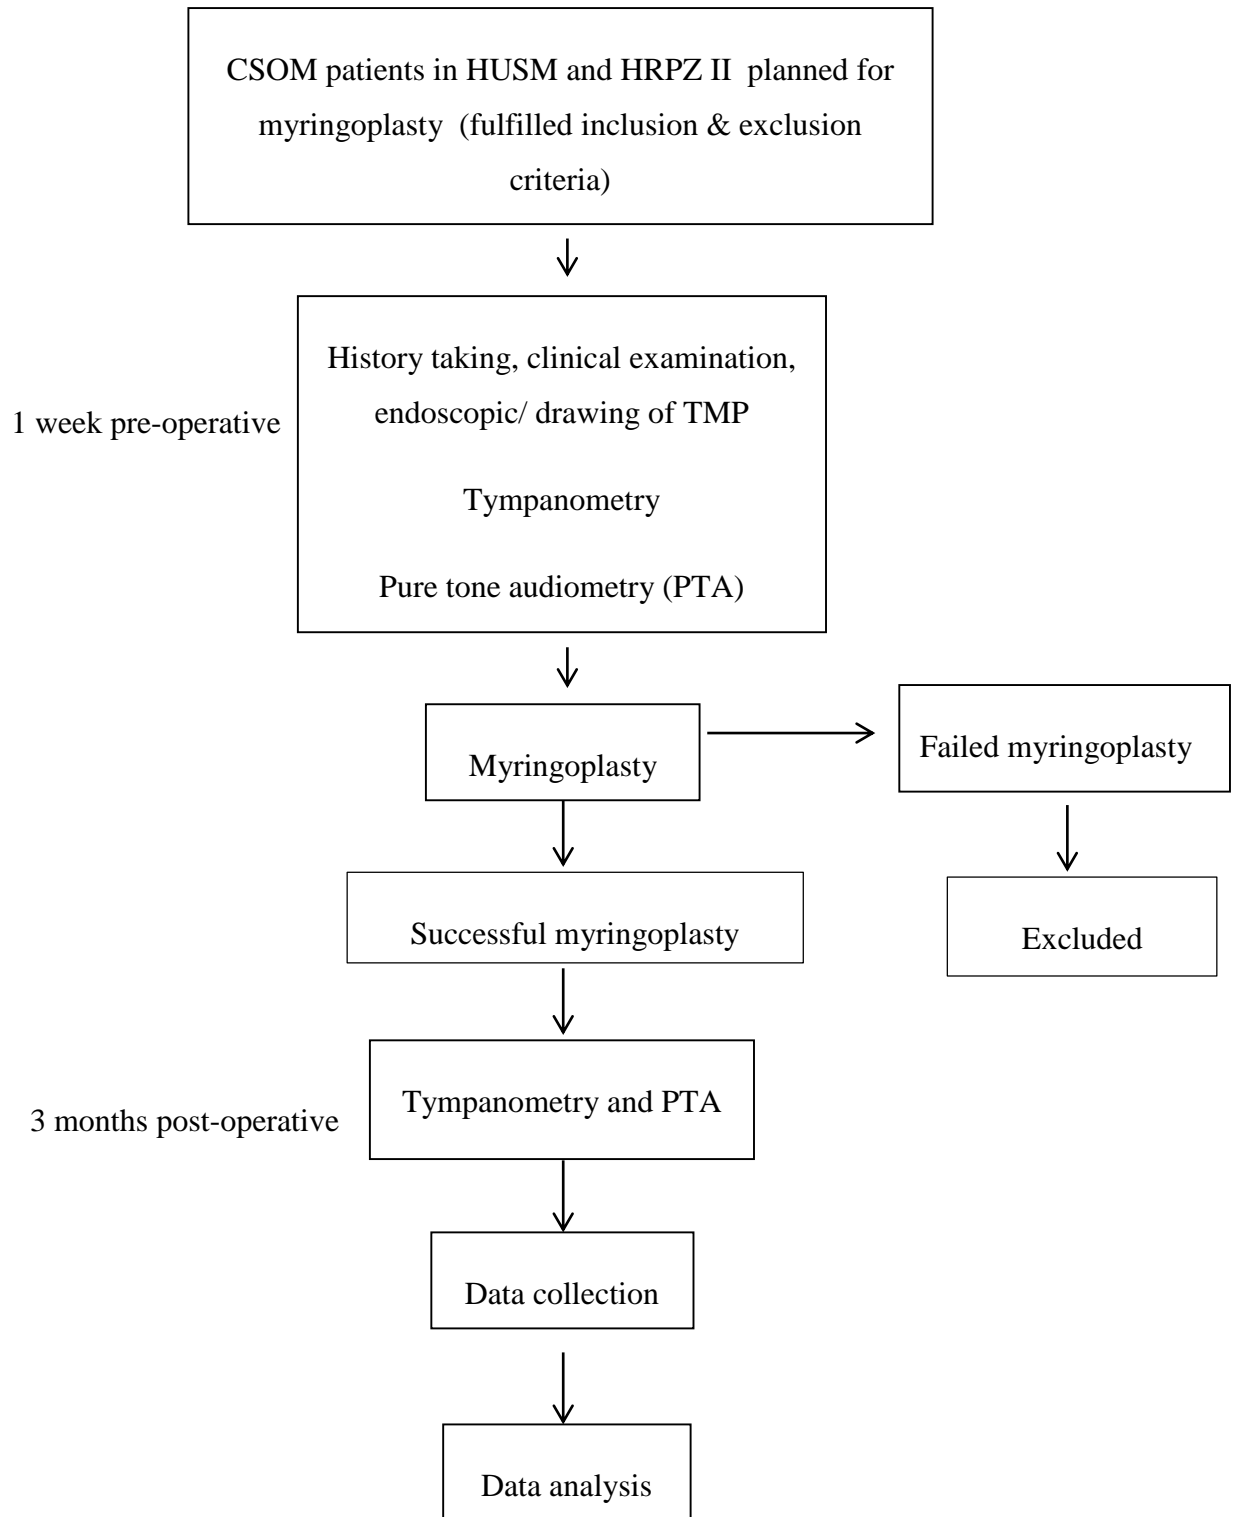 CSOM patients in HUSM and HRPZ II  planned for
myringoplasty  (fulfilled inclusion & exclusion
criteria)
1 week pre-operative
History taking, clinical examination,
endoscopic/ drawing of TMP
Tympanometry
Pure tone audiometry (PTA)
Myringoplasty
Failed myringoplasty
Successful myringoplasty
Excluded
3 months post-operative
Tympanometry and PTA
Data collection
Data analysis